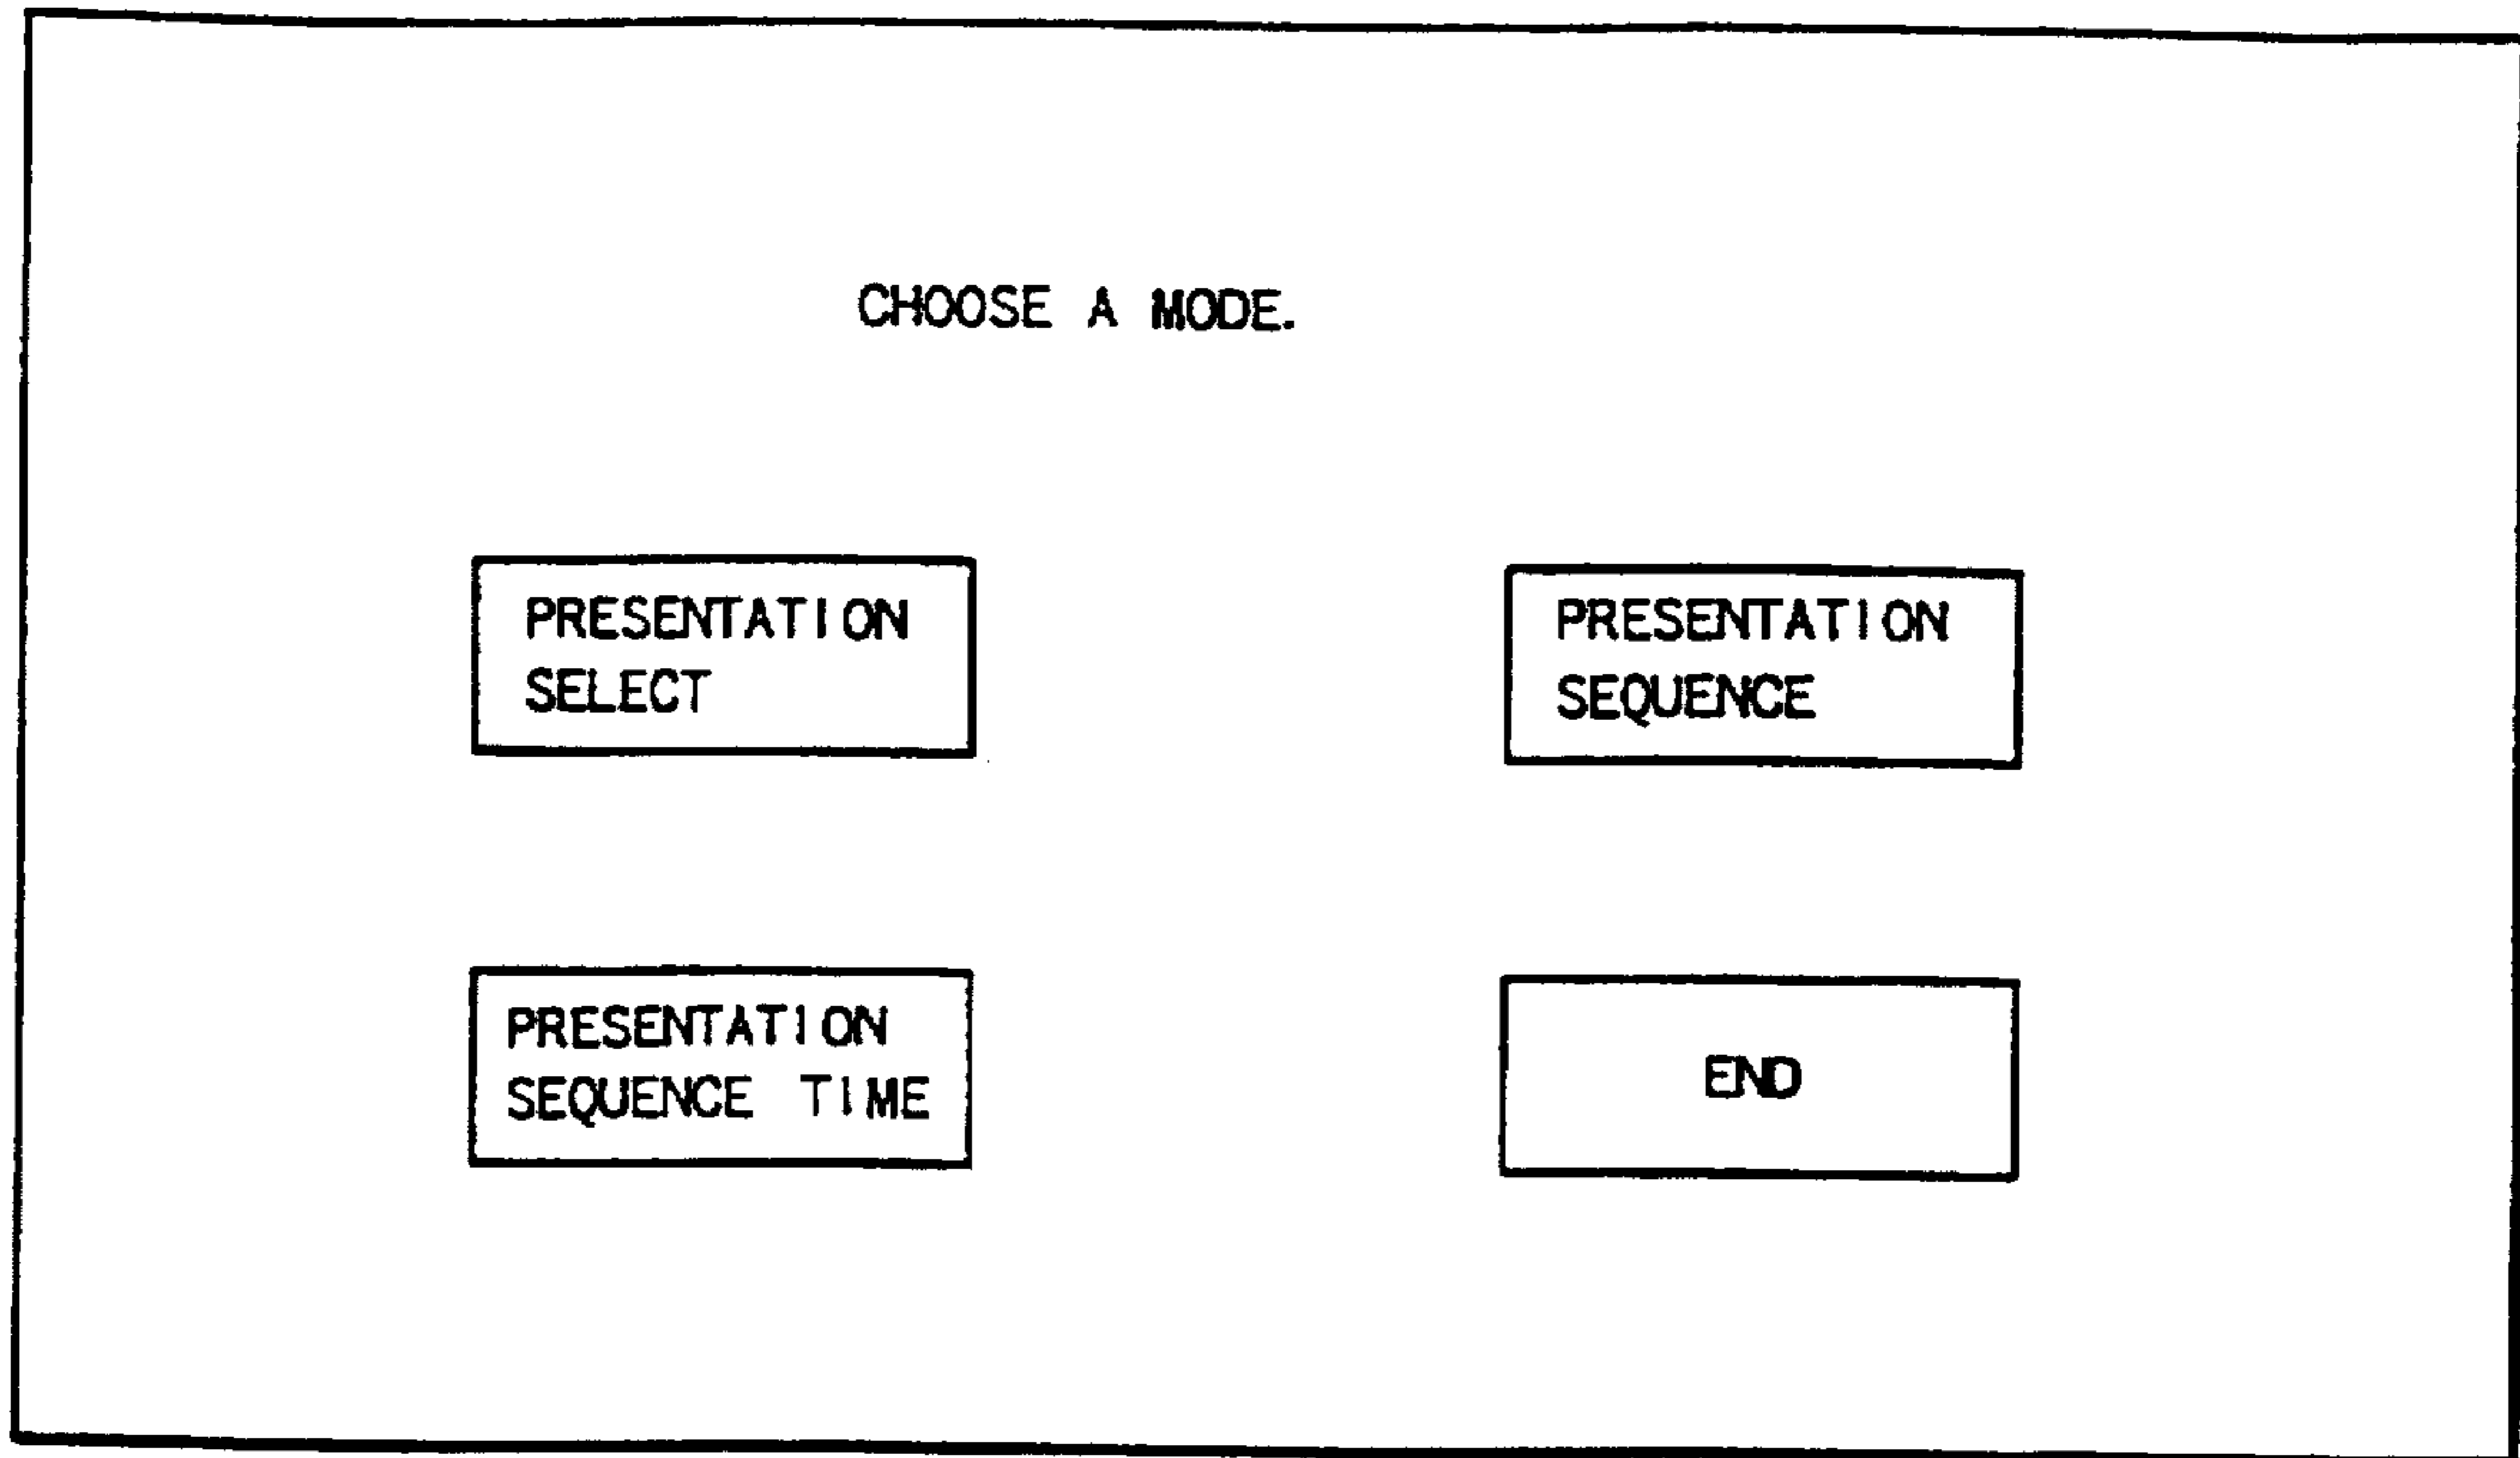 CHOOSE A MODE.
PRESENTATION
SELECT
PRESENTATION
SEQUENCE
PRESENTATION
SEQUENCE TIME
END